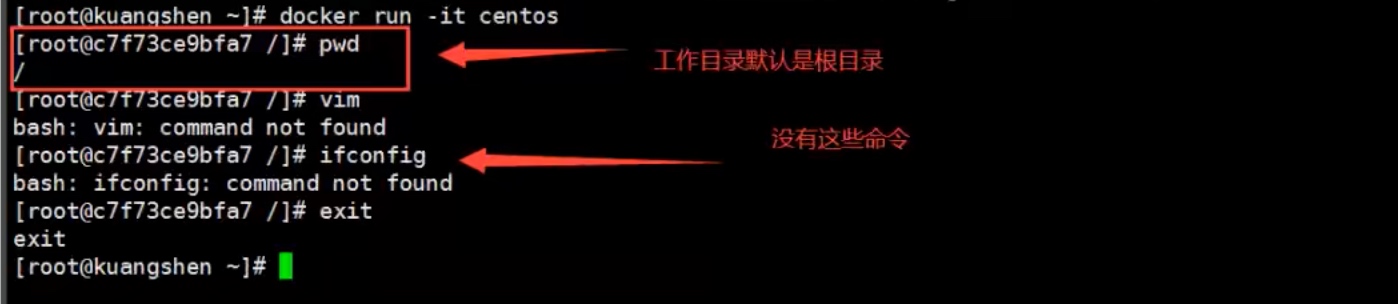 [root@kuangshen ~]# docker run -it centos
[root@c7f73ce9bfa7 /]# pwd
工作目录默认是根目录
/
[root@c7f73ce9bfa7 /]# vim
bash: vim: command not found
没有这些命令
[root@c7f73ce9bfa7 /]# ifconfig
bash: ifconfig: command not found
[root@c7f73ce9bfa7 /]# exit
exit
[root@kuangshen ~]#